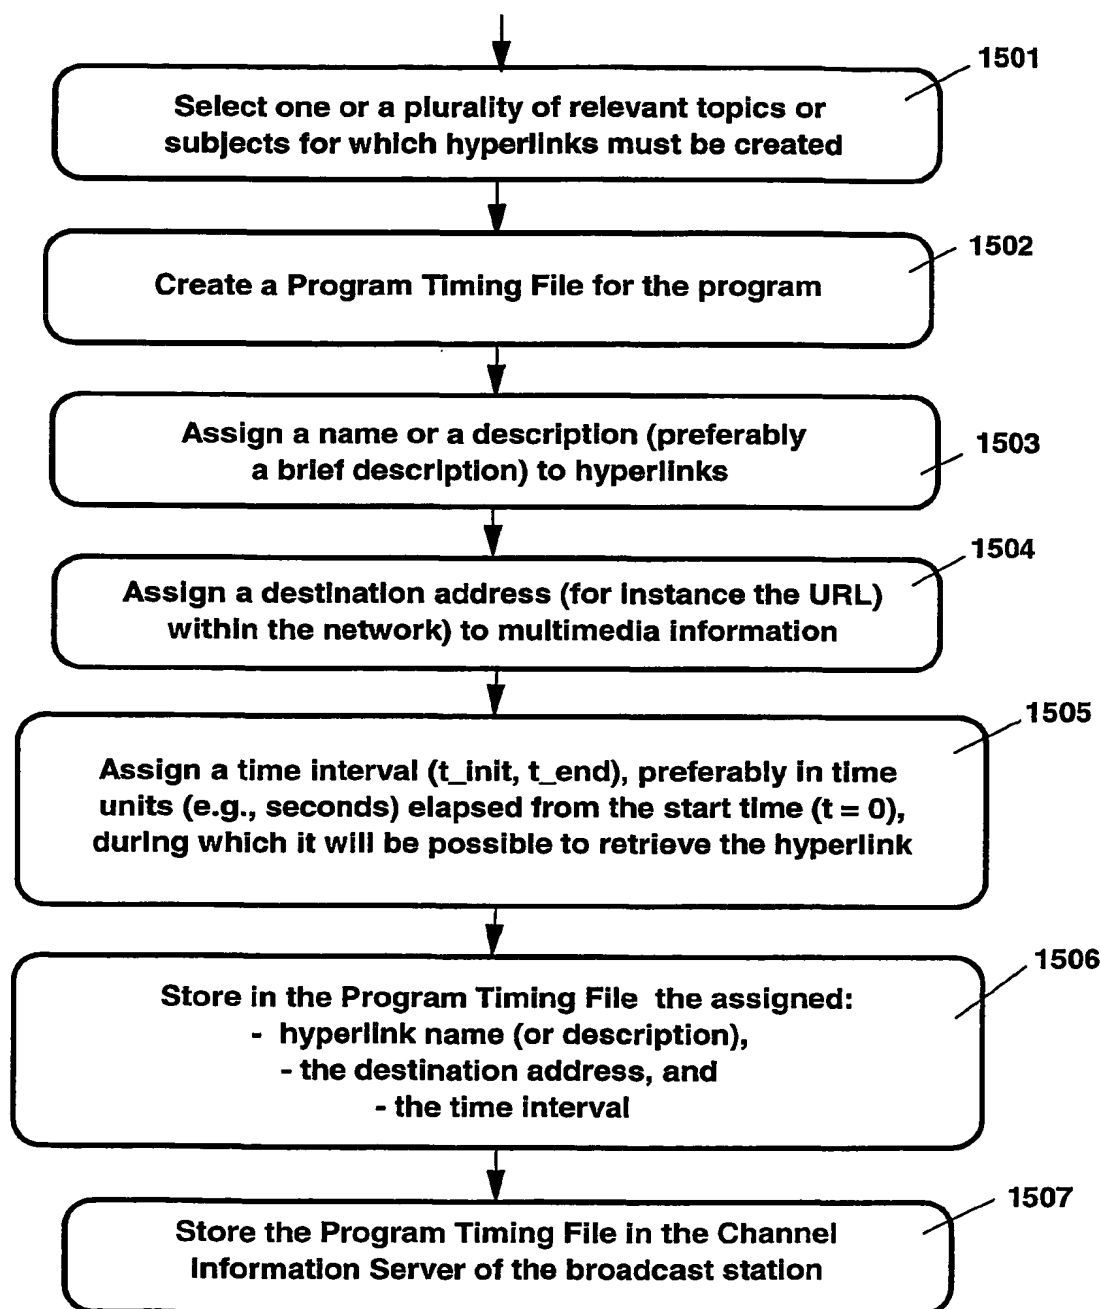 1501
Select one or a plurality of relevant topics or
subjects for which hyperlinks must be created
1502
Create a Program Timing File for the program
1503
Assign a name or a description (preferably
a brief description) to hyperlinks
1504
Assign a destination address (for instance the URL)
within the network) to multimedia information
1505
Assign a time interval (t_init, t_end), preferably in time
units (e.g., seconds) elapsed from the start time (t = 0),
during which it will be possible to retrieve the hyperlink
1506
Store in the Program Timing File the assigned:
- hyperlink name (or description),
- the destination address, and
- the time interval
1507
Store the Program Timing File in the Channel
Information Server of the broadcast station